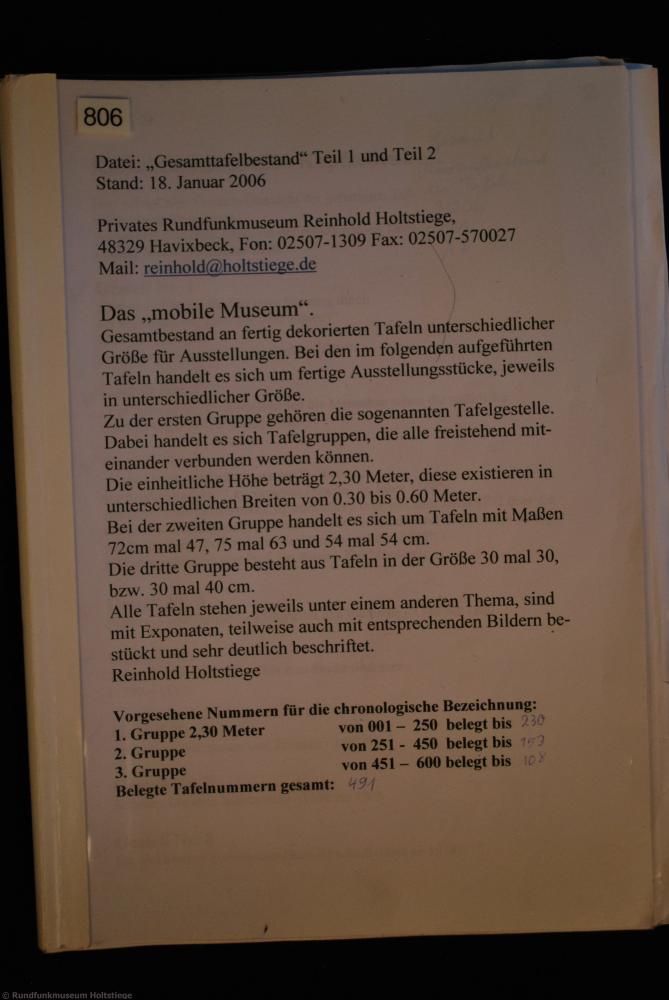 806
Datei: „Gesamttafelbestand“ Teil 1 und Teil 2
Stand: 18. Januar 2006
Privates Rundfunkmuseum Reinhold Holtstiege,
48329 Havixbeck, Fon: 02507-1309 Fax: 02507-570027
Mail: reinhold@holtstiege.de
Das „mobile Museum“.
Gesamtbestand an fertig dekorierten Tafeln unterschiedlicher
Größe für Ausstellungen. Bei den im folgenden aufgeführten
Tafeln handelt es sich um fertige Ausstellungsstücke, jeweils
in unterschiedlicher Größe.
Zu der ersten Gruppe gehören die sogenannten Tafelgestelle.
Dabei handelt es sich Tafelgruppen, die alle freistehend mit-
einander verbunden werden können.
Die einheitliche Höhe beträgt 2,30 Meter, diese existieren in
unterschiedlichen Breiten von 0.30 bis 0.60 Meter.
Bei der zweiten Gruppe handelt es sich um Tafeln mit Maßen
72cm mal 47, 75 mal 63 und 54 mal 54 cm.
Die dritte Gruppe besteht aus Tafeln in der Größe 30 mal 30,
bzw. 30 mal 40 cm.
Alle Tafeln stehen jeweils unter einem anderen Thema, sind
mit Exponaten, teilweise auch mit entsprechenden Bildern be-
stückt und sehr deutlich beschriftet.
Reinhold Holtstiege
Vorgesehene Nummern für die chronologische Bezeichnung:
1. Gruppe 2,30 Meter von 001 – 250 belegt bis 230
2. Gruppe von 251 - 450 belegt bis 153
3. Gruppe von 451 – 600 belegt bis 108
Belegte Tafelnummern gesamt: 491
© Rundfunkmuseum Holtstiege